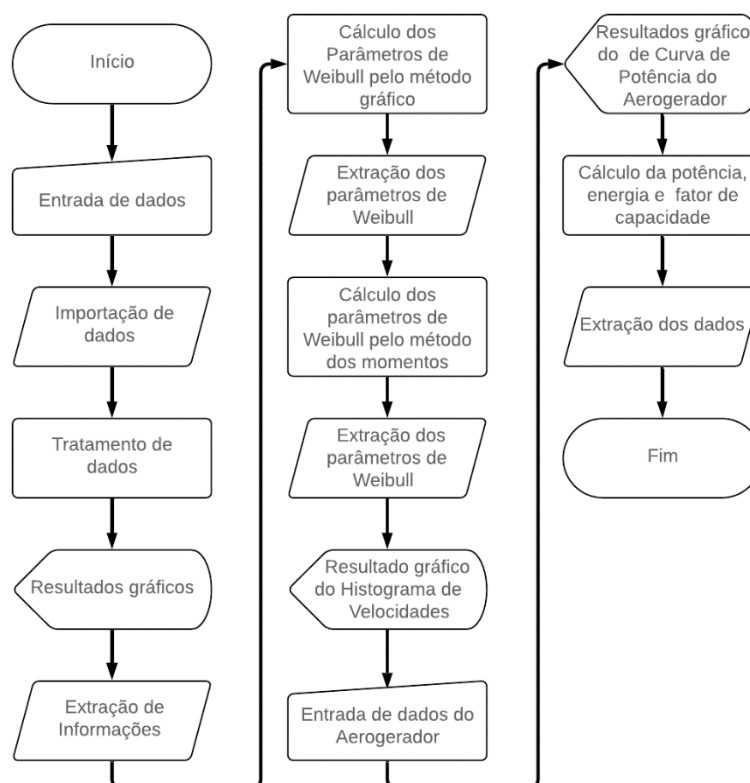 Início
Entrada de dados
Importação de
dados
Tratamento de
dados
Resultados gráficos
Extração de
Informações
Cálculo dos
Parâmetros de
Weibull pelo método
gráfico
Extração dos
parâmetros de
Weibull
Cálculo dos
parâmetros de
Weibull pelo método
dos momentos
Extração dos
parâmetros de
Weibull
Resultado gráfico
do Histograma de
Velocidades
Entrada de dados do
Aerogerador
Resultados gráfico
do de Curva de
Potência do
Aerogerador
Cálculo da potência,
energia e fator de
capacidade
Extração dos dados
Fim